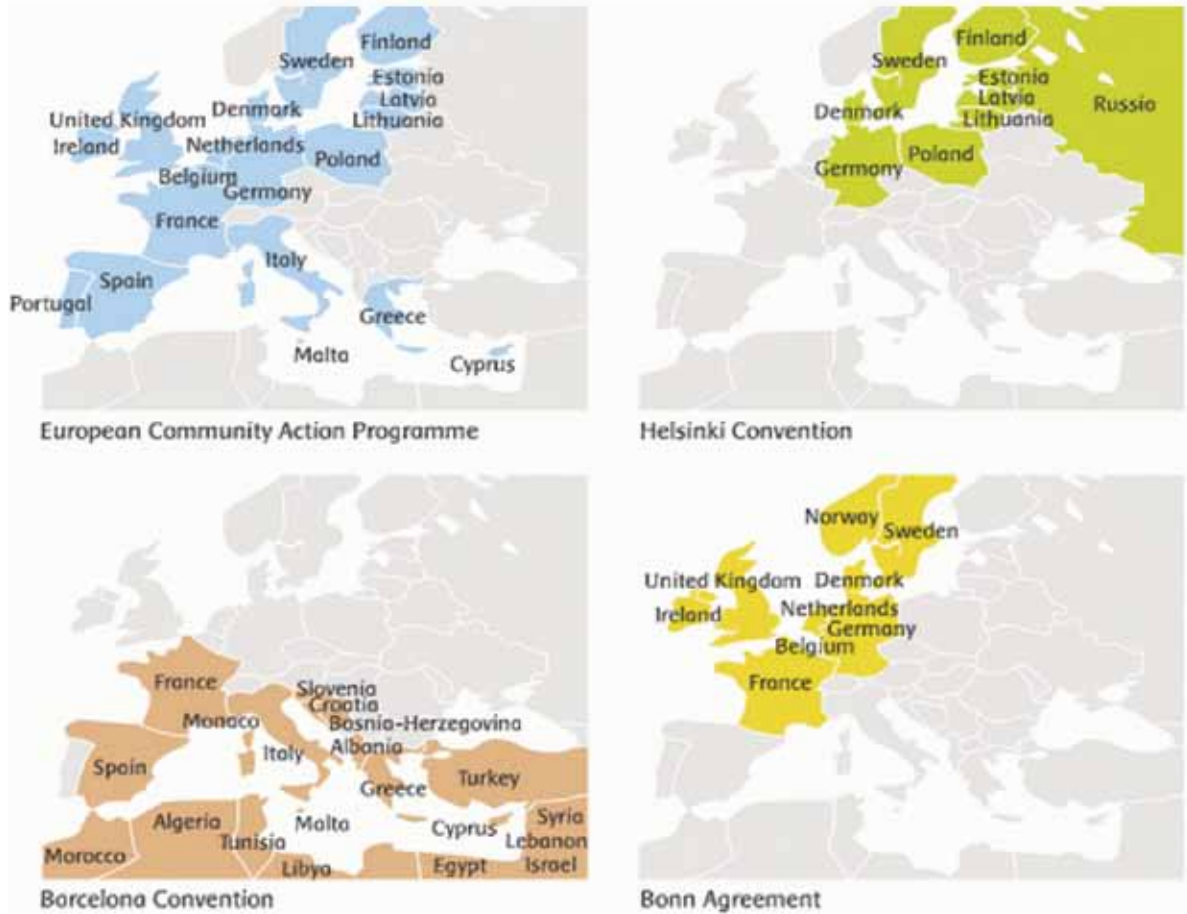 Finland
Sweden
Estonia
Latvia
Lithuania
Denmark
United Kingdom
Ireland
Netherlands
Poland
Belgium
Germany
France
Italy
Spain
Portugal
Greece
Malta
Cyprus
European Community Action Programme
Finland
Sweden
Estonia
Latvia
Lithuania
Russia
Denmark
Poland
Germany
Helsinki Convention
France
Slovenia
Croatia
Monaco
Bosnia-Herzegovina
Albania
Italy
Spain
Turkey
Greece
Algeria
Malta
Cyprus
Syria
Tunisia
Lebanon
Morocco
Libya
Egypt
Israel
Barcelona Convention
Norway
Sweden
United Kingdom
Denmark
Ireland
Netherlands
Germany
Belgium
France
Bonn Agreement